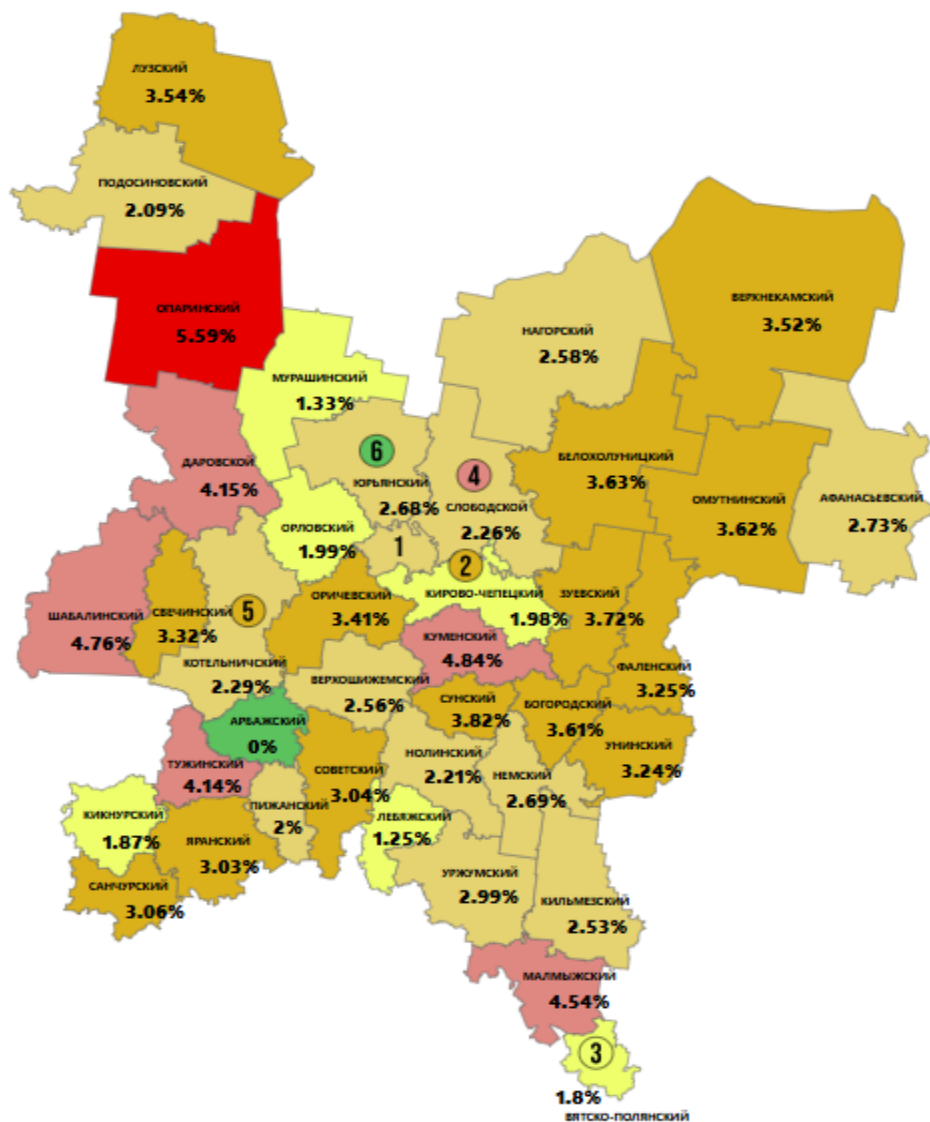 ЛУЗСКИЙ
3.54%
ПОДОСИНОВСКИЙ
2.09%
ОПАРИНСКИЙ
5.59%
ВЕРХНЕКАМСКИЙ
3.52%
НАГОРСКИЙ
2.58%
МУРАШИНСКИЙ
1.33%
6
ДАРОВСКОЙ
4.15%
ЮРЬЯНСКИЙ
2.68%
4
СЛОБОДСКОЙ
2.26%
БЕЛОХОЛУНИЦКИЙ
3.63%
ОМУТНИНСКИЙ
3.62%
АФАНАСЬЕВСКИЙ
2.73%
ОРЛОВСКИЙ
1.99%
1
2
КИРОВО-ЧЕПЕЦКИЙ
1.98%
ЗУЕВСКИЙ
3.72%
ШАБАЛИНСКИЙ
4.76%
СВЕЧИНСКИЙ
3.32%
5
ОРИЧЕВСКИЙ
3.41%
КУМЕНСКИЙ
4.84%
КОТЕЛЬНИЧСКИЙ
2.29%
ВЕРХОШИЖЕМСКИЙ
2.56%
ФАЛЕНСКИЙ
3.25%
СУНСКИЙ
3.82%
БОГОРОДСКИЙ
3.61%
УНИНСКИЙ
3.24%
АРБАЖСКИЙ
0%
ТУЖИНСКИЙ
4.14%
СОВЕТСКИЙ
3.04%
НОЛИНСКИЙ
2.21%
НЕМСКИЙ
2.69%
КИКНУРСКИЙ
1.87%
ПИЖАНСКИЙ
2%
ЛЕБЯЖСКИЙ
1.25%
ЯРАНСКИЙ
3.03%
САНЧУРСКИЙ
3.06%
УРЖУМСКИЙ
2.99%
КИЛЬМЕЗСКИЙ
2.53%
МАЛМЫЖСКИЙ
4.54%
3
1.8%
ВЯТСКО-ПОЛЯНСКИЙ